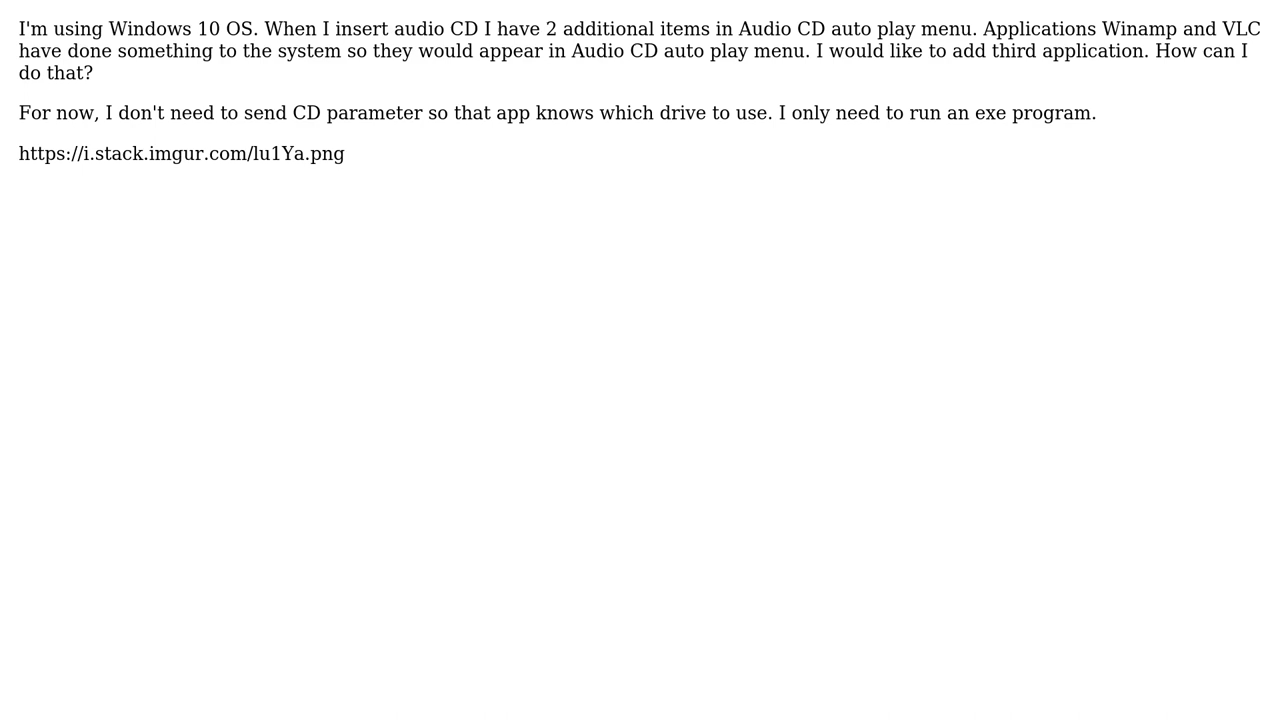 I'm using Windows 10 OS. When I insert audio CD I have 2 additional items in Audio CD auto play menu. Applications Winamp and VLC
have done something to the system so they would appear in Audio CD auto play menu. I would like to add third application. How can I
do that?
For now, I don't need to send CD parameter so that app knows which drive to use. I only need to run an exe program.
https://i.stack.imgur.com/lu1Ya.png